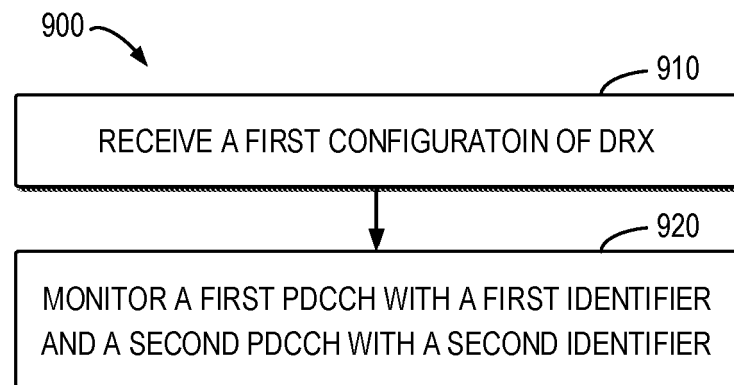 900
910
RECEIVE A FIRST CONFIGURATOIN OF DRX
920
MONITOR A FIRST PDCCH WITH A FIRST IDENTIFIER
AND A SECOND PDCCH WITH A SECOND IDENTIFIER